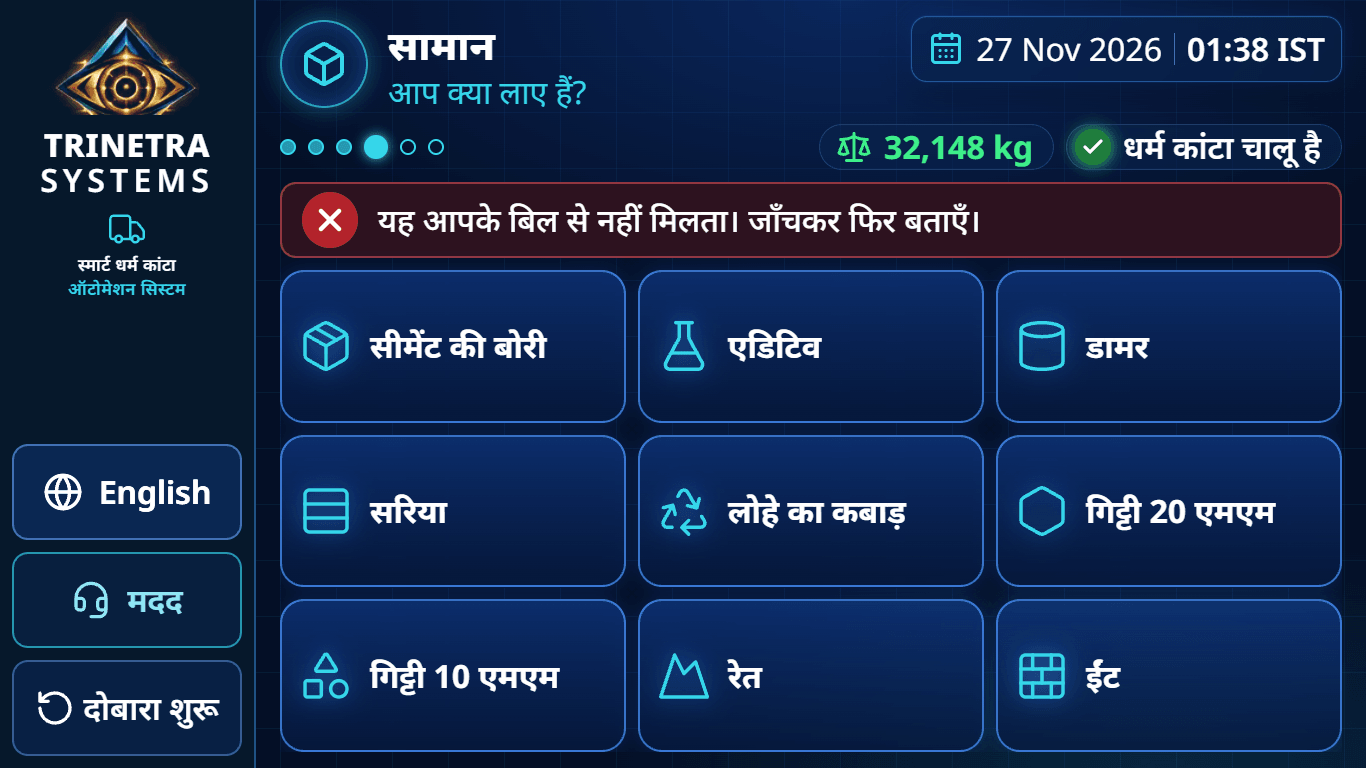 TRINETRA
SYSTEMS
स्मार्ट धर्म कांटा
ऑटोमेशन सिस्टम
English
मदद
दोबारा शुरू
सामान
आप क्या लाए हैं?
27 Nov 2026 01:38 IST
32,148 kg
धर्म कांटा चालू है
यह आपके बिल से नहीं मिलता। जाँचकर फिर बताएँ।
सीमेंट की बोरी
एडिटिव
डामर
सरिया
लोहे का कबाड़
गिट्टी 20 एमएम
गिट्टी 10 एमएम
रेत
ईंट